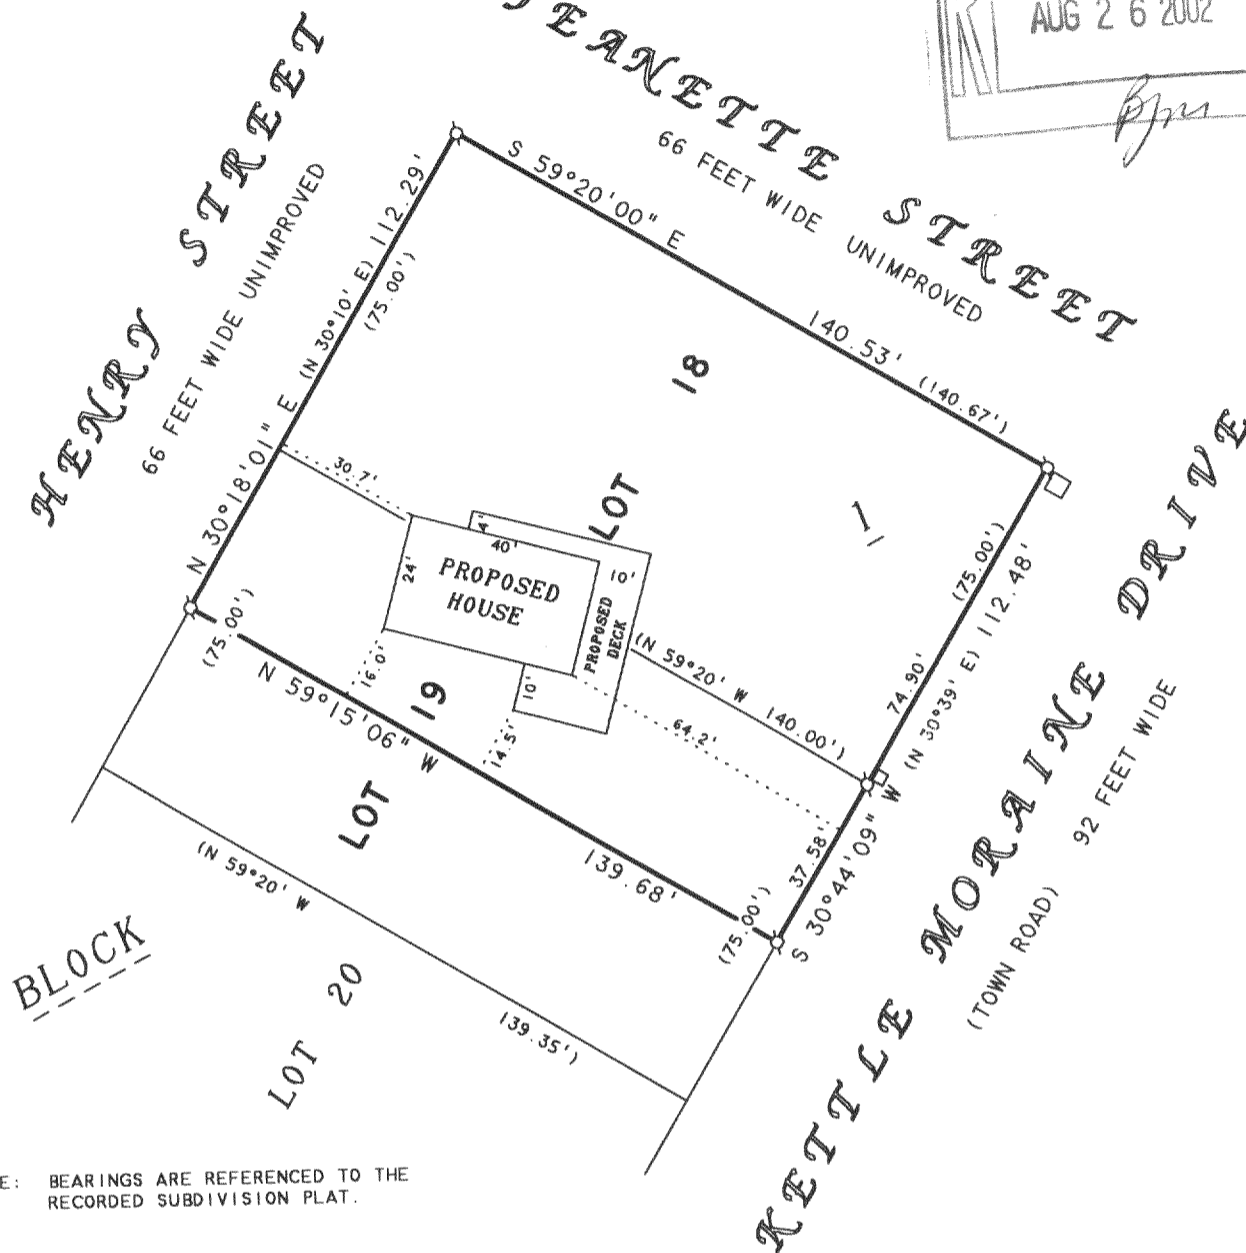 AUG 2 6 2002
JEANETTE STREET
66 FEET WIDE UNIMPROVED
HENRY STREET
66 FEET WIDE UNIMPROVED
S 59°20'00" E
140.53'
(140.67')
N 30°18'01" E (N 30°10' E) 112.29'
(75.00')
LOT 18
1
30.7'
4'
40'
24'
10'
PROPOSED
HOUSE
PROPOSED
DECK
(N 59°20' W 140.00')
(75.00')
74.90'
(N 30°39' E) 112.48'
S 30°44'09" W
37.58'
64.2'
16.0'
10'
14.5'
(75.00')
N 59°15'06" W
139.68'
(75.00')
LOT 19
(N 59°20' W
139.35')
BLOCK
LOT 20
KETTLE MORAINE DRIVE
92 FEET WIDE
(TOWN ROAD)
E: BEARINGS ARE REFERENCED TO THE
RECORDED SUBDIVISION PLAT.